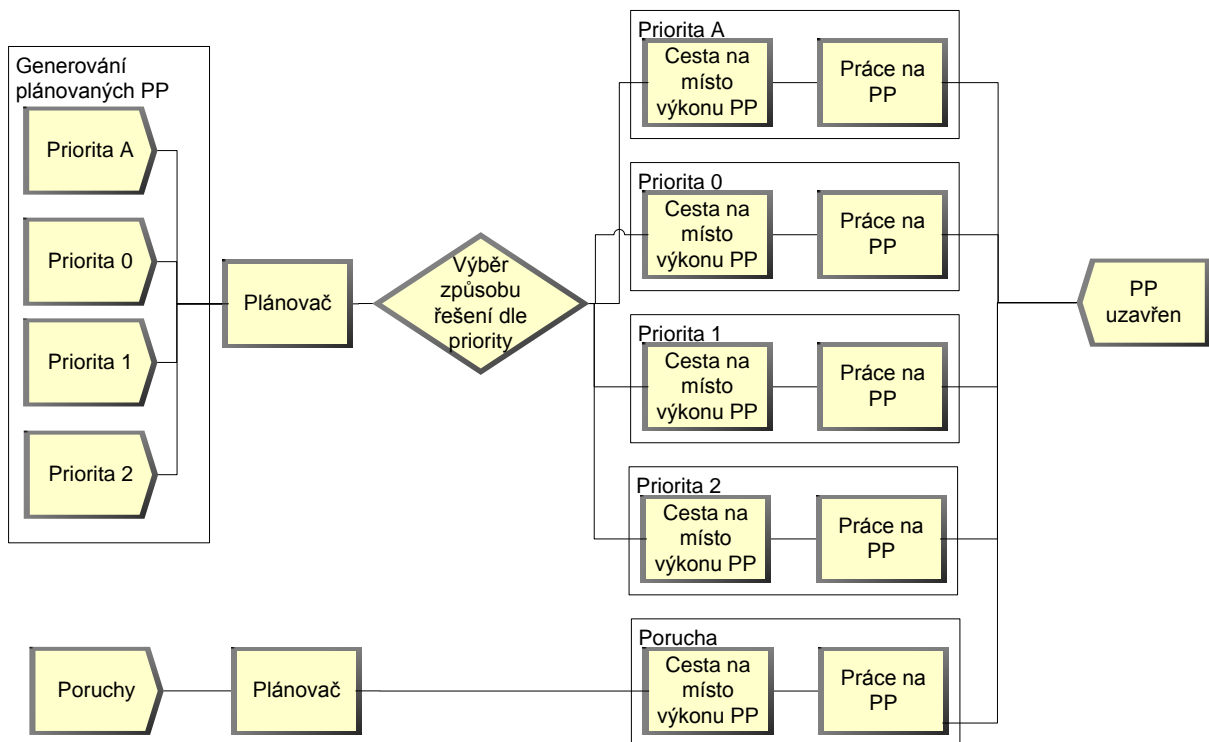 Generování
plánovaných PP
Priorita A
Priorita 0
Priorita 1
Priorita 2
Plánovač
Výběr
způsobu
řešení dle
priority
Priorita A
Cesta na
místo
výkonu PP
Práce na
PP
Priorita 0
Cesta na
místo
výkonu PP
Práce na
PP
Priorita 1
Cesta na
místo
výkonu PP
Práce na
PP
Priorita 2
Cesta na
místo
výkonu PP
Práce na
PP
PP
uzavřen
Poruchy
Plánovač
Porucha
Cesta na
místo
výkonu PP
Práce na
PP